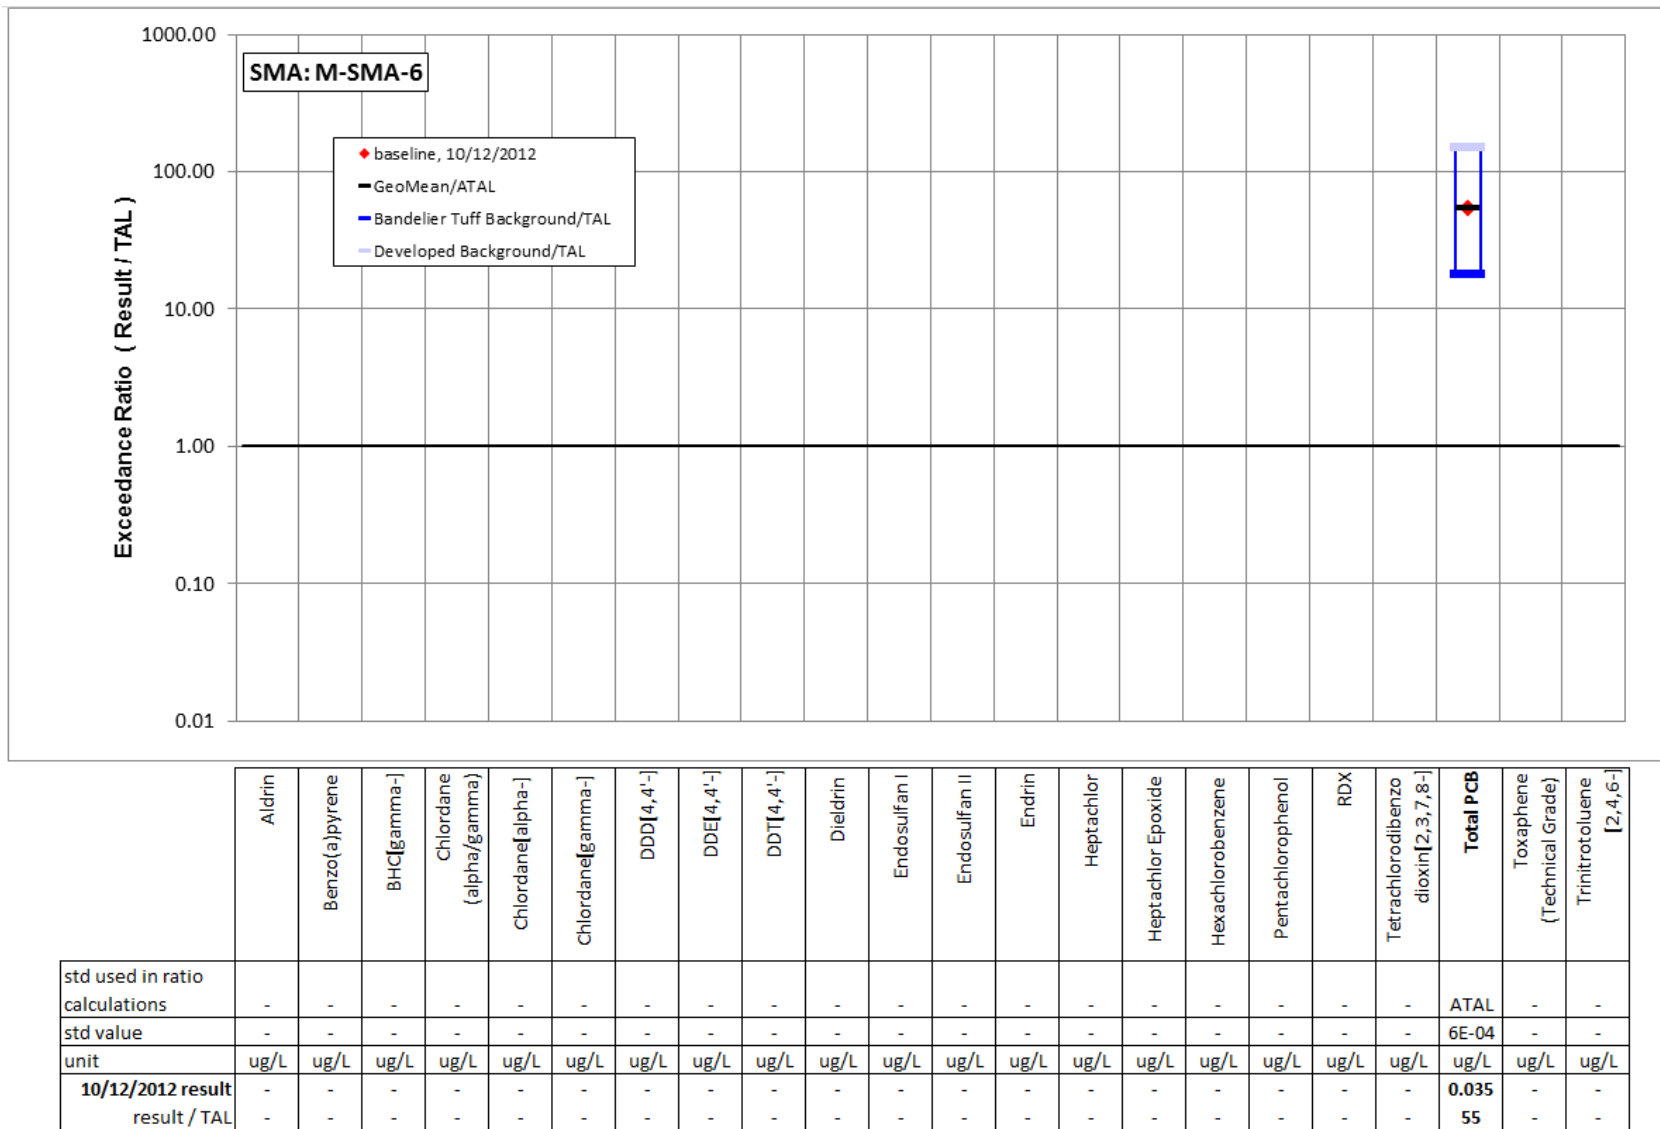 1000.00
SMA: M-SMA-6
baseline, 10/12/2012
GeoMean/ATAL
Bandelier Tuff Background/TAL
Developed Background/TAL
100.00
10.00
1.00
0.10
0.01
Exceedance Ratio ( Result / TAL )
Aldrin
Benzo(a)pyrene
BHC[gamma-]
Chlordane
(alpha/gamma)
Chlordane[alpha-]
Chlordane[gamma-]
DDD[4,4'-]
DDE[4,4'-]
DDT[4,4'-]
Dieldrin
Endosulfan I
Endosulfan II
Endrin
Heptachlor
Heptachlor Epoxide
Hexachlorobenzene
Pentachlorophenol
RDX
Tetrachlorodibenzo
dioxin[2,3,7,8-]
Total PCB
Toxaphene
(Technical Grade)
Trinitrotoluene
[2,4,6-]
std used in ratio
calculations - - - - - - - - - - - - - - - - - - - ATAL - -
std value - - - - - - - - - - - - - - - - - - - 6E-04 - -
unit ug/L ug/L ug/L ug/L ug/L ug/L ug/L ug/L ug/L ug/L ug/L ug/L ug/L ug/L ug/L ug/L ug/L ug/L ug/L ug/L ug/L ug/L
10/12/2012 result - - - - - - - - - - - - - - - - - - - 0.035 - -
result / TAL - - - - - - - - - - - - - - - - - - - 55 - -